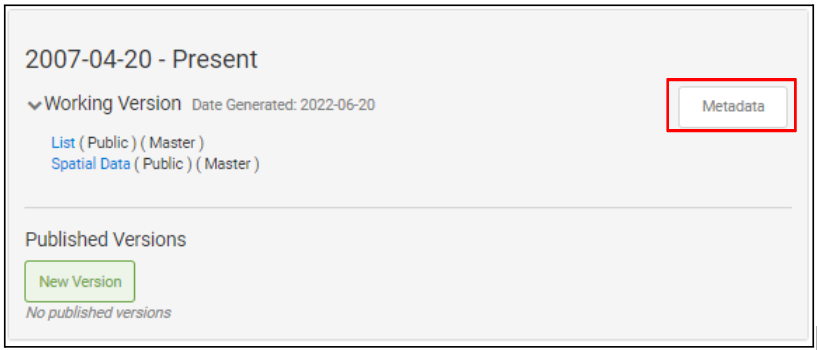 2007-04-20 - Present
Working Version Date Generated: 2022-06-20
Metadata
List ( Public ) ( Master )
Spatial Data ( Public ) ( Master )
Published Versions
New Version
No published versions